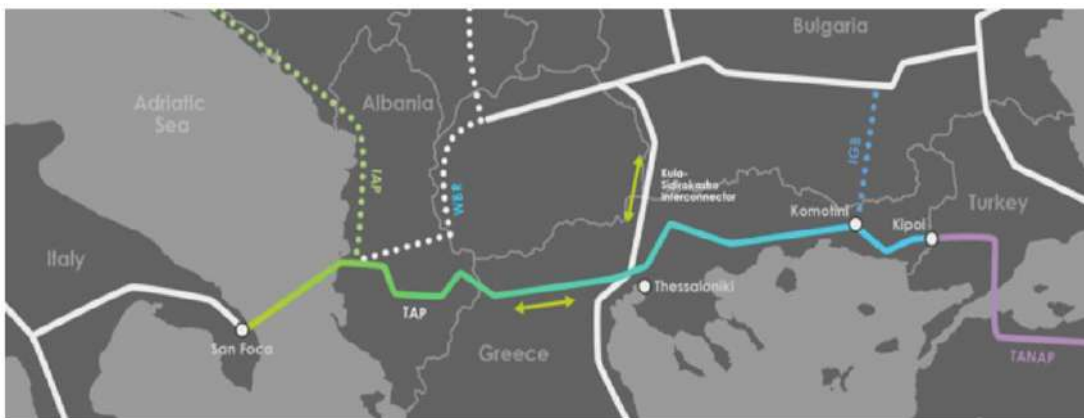 Bulgaria
Adriatic
Sea
Albania
IAP
WBR
IGB
Kula-
Sidirokastro
interconnector
Komotini
Kipoi
Turkey
Italy
Thessaloniki
TAP
San Foca
Greece
TANAP